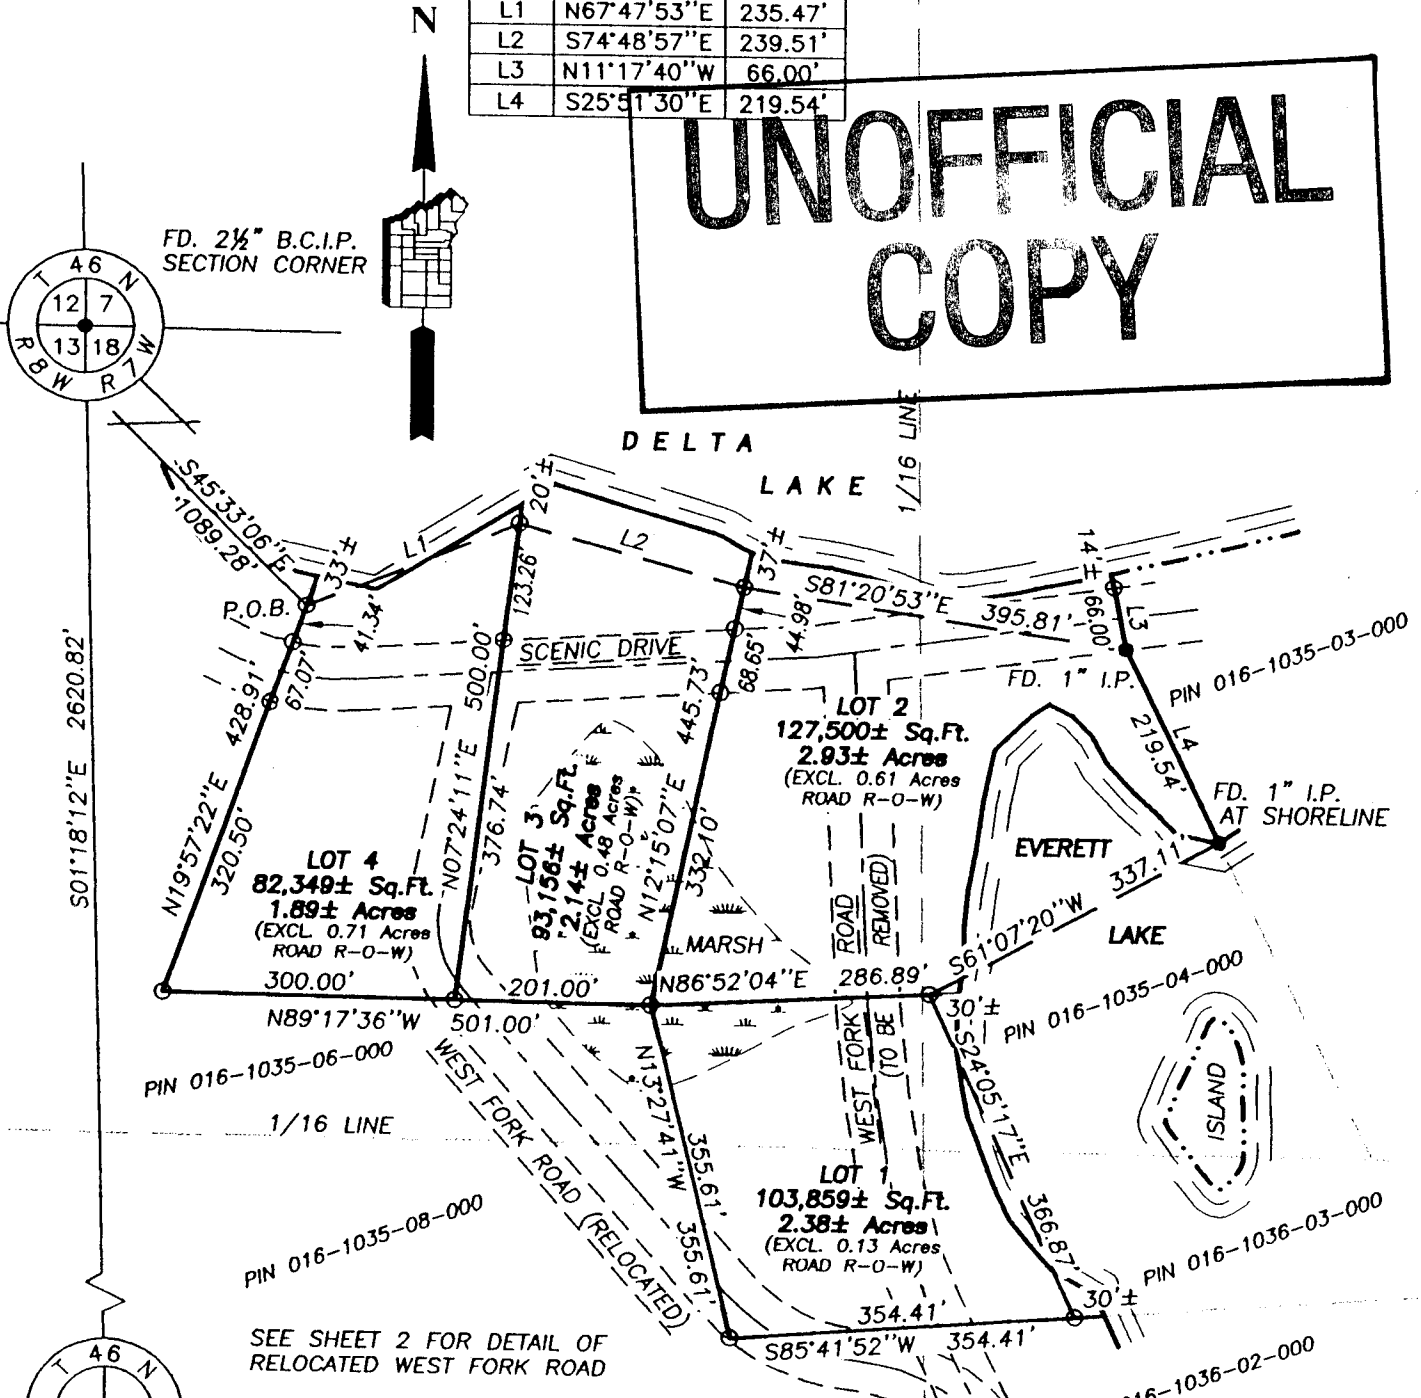 L1 N67°47'53"E 235.47'
L2 S74°48'57"E 239.51'
L3 N11°17'40"W 66.00'
L4 S25°51'30"E 219.54'
N
UNOFFICIAL
COPY
FD. 2½" B.C.I.P.
SECTION CORNER
T 46 N
12 7
13 18
R 8 W R 7 W
DELTA
LAKE
1/16 LINE
S45°33'06"E
1089.28'
P.O.B.
33'±
41.34'
L1
20'±
L2
37'±
14'±
123.26'
S81°20'53"E 395.81'
44.98'
66.00'
L3
SCENIC DRIVE
500.00'
68.65'
FD. 1" I.P.
PIN 016-1035-03-000
S01°18'12"E 2620.82'
428.91'
67.07'
N19°57'22"E
320.50'
N07°24'11"E
376.74'
445.73'
N12°15'07"E
332.10'
L4
219.54'
LOT 2
127,500± Sq.Ft.
2.93± Acres
(EXCL. 0.61 Acres
ROAD R-O-W)
FD. 1" I.P.
AT SHORELINE
LOT 3
93,156± Sq.Ft.
2.14± Acres
(EXCL. 0.48 Acres
ROAD R-O-W)
LOT 4
82,349± Sq.Ft.
1.89± Acres
(EXCL. 0.71 Acres
ROAD R-O-W)
EVERETT
LAKE
S61°07'20"W 337.11'
MARSH
300.00'
201.00'
N86°52'04"E 286.89'
N89°17'36"W 501.00'
30'±
WEST FORK ROAD
(TO BE REMOVED)
PIN 016-1035-04-000
PIN 016-1035-06-000
1/16 LINE
WEST FORK ROAD (RELOCATED)
N13°27'41"W 355.61'
355.61'
S24°05'17"E 366.87'
ISLAND
LOT 1
103,859± Sq.Ft.
2.38± Acres
(EXCL. 0.13 Acres
ROAD R-O-W)
PIN 016-1035-08-000
PIN 016-1036-03-000
354.41'
30'±
S85°41'52"W 354.41'
SEE SHEET 2 FOR DETAIL OF
RELOCATED WEST FORK ROAD
T 46 N
16-1036-02-000